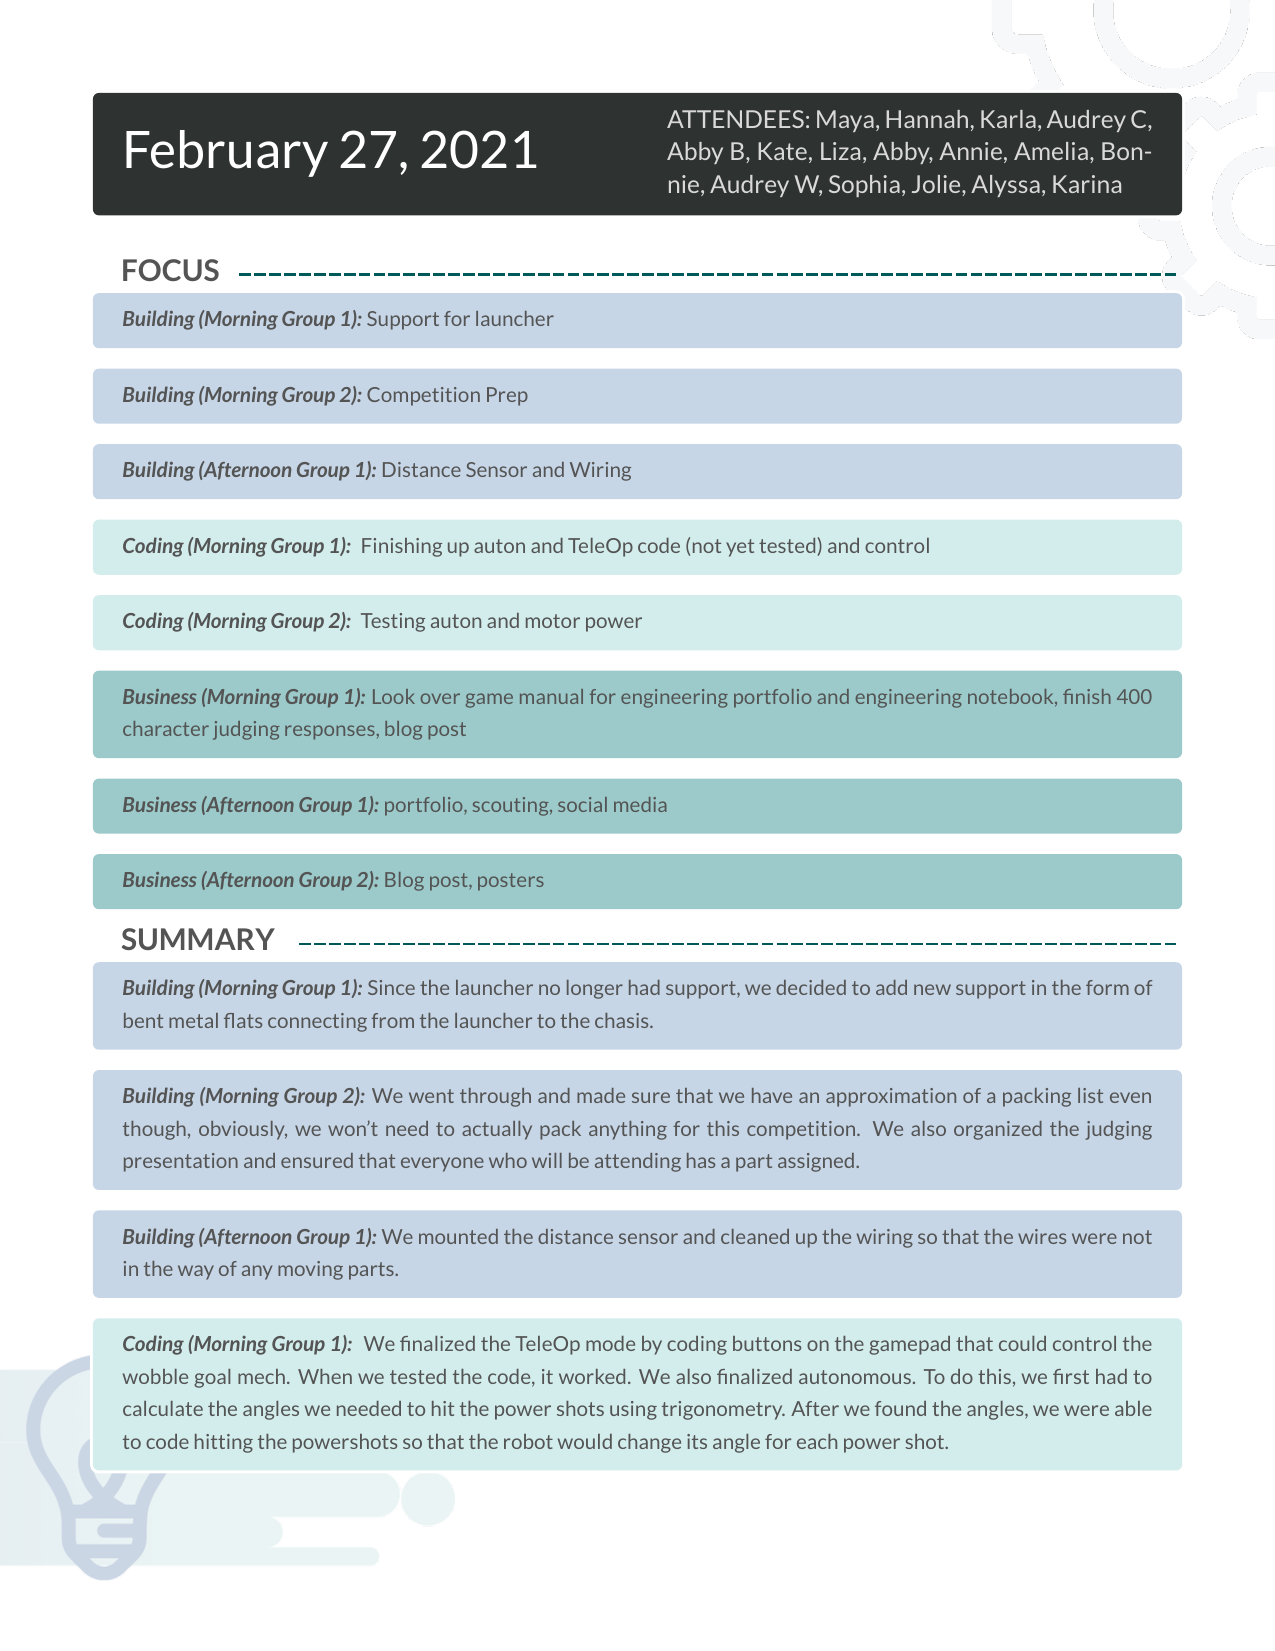 February 27, 2021
ATTENDEES: Maya, Hannah, Karla, Audrey C,
Abby B, Kate, Liza, Abby, Annie, Amelia, Bon-
nie, Audrey W, Sophia, Jolie, Alyssa, Karina
FOCUS
Building (Morning Group 1): Support for launcher
Building (Morning Group 2): Competition Prep
Building (Afternoon Group 1): Distance Sensor and Wiring
Coding (Morning Group 1): Finishing up auton and TeleOp code (not yet tested) and control
Coding (Morning Group 2): Testing auton and motor power
Business (Morning Group 1): Look over game manual for engineering portfolio and engineering notebook, finish 400
character judging responses, blog post
Business (Afternoon Group 1): portfolio, scouting, social media
Business (Afternoon Group 2): Blog post, posters
SUMMARY
Building (Morning Group 1): Since the launcher no longer had support, we decided to add new support in the form of
bent metal flats connecting from the launcher to the chasis.
Building (Morning Group 2): We went through and made sure that we have an approximation of a packing list even
though, obviously, we won't need to actually pack anything for this competition. We also organized the judging
presentation and ensured that everyone who will be attending has a part assigned.
Building (Afternoon Group 1): We mounted the distance sensor and cleaned up the wiring so that the wires were not
in the way of any moving parts.
Coding (Morning Group 1): We finalized the TeleOp mode by coding buttons on the gamepad that could control the
wobble goal mech. When we tested the code, it worked. We also finalized autonomous. To do this, we first had to
calculate the angles we needed to hit the power shots using trigonometry. After we found the angles, we were able
to code hitting the powershots so that the robot would change its angle for each power shot.